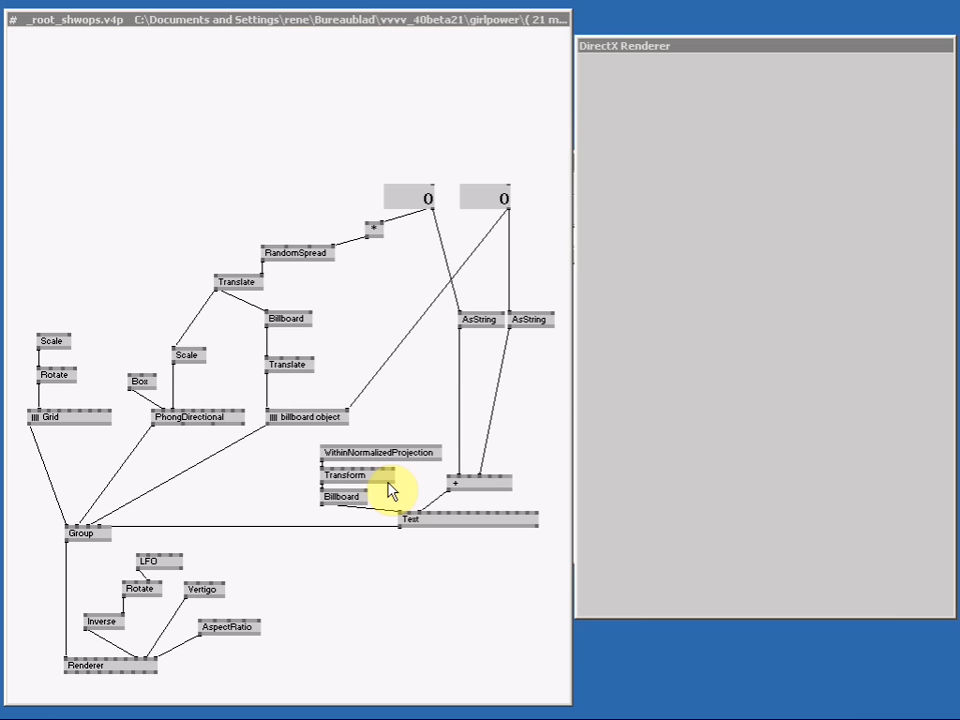 # _root_shwops.v4p C:\Documents and Settings\rene\Bureaublad\vvvv_40beta21\girlpower\( 21 m...
DirectX Renderer
0 0
*
RandomSpread
Translate
Billboard
AsString AsString
Scale
Scale
Translate
Rotate
Box
Grid
PhongDirectional
billboard object
WithinNormalizedProjection
Transform
+
Billboard
Text
Group
LFO
Rotate
Vertigo
Inverse
AspectRatio
Renderer